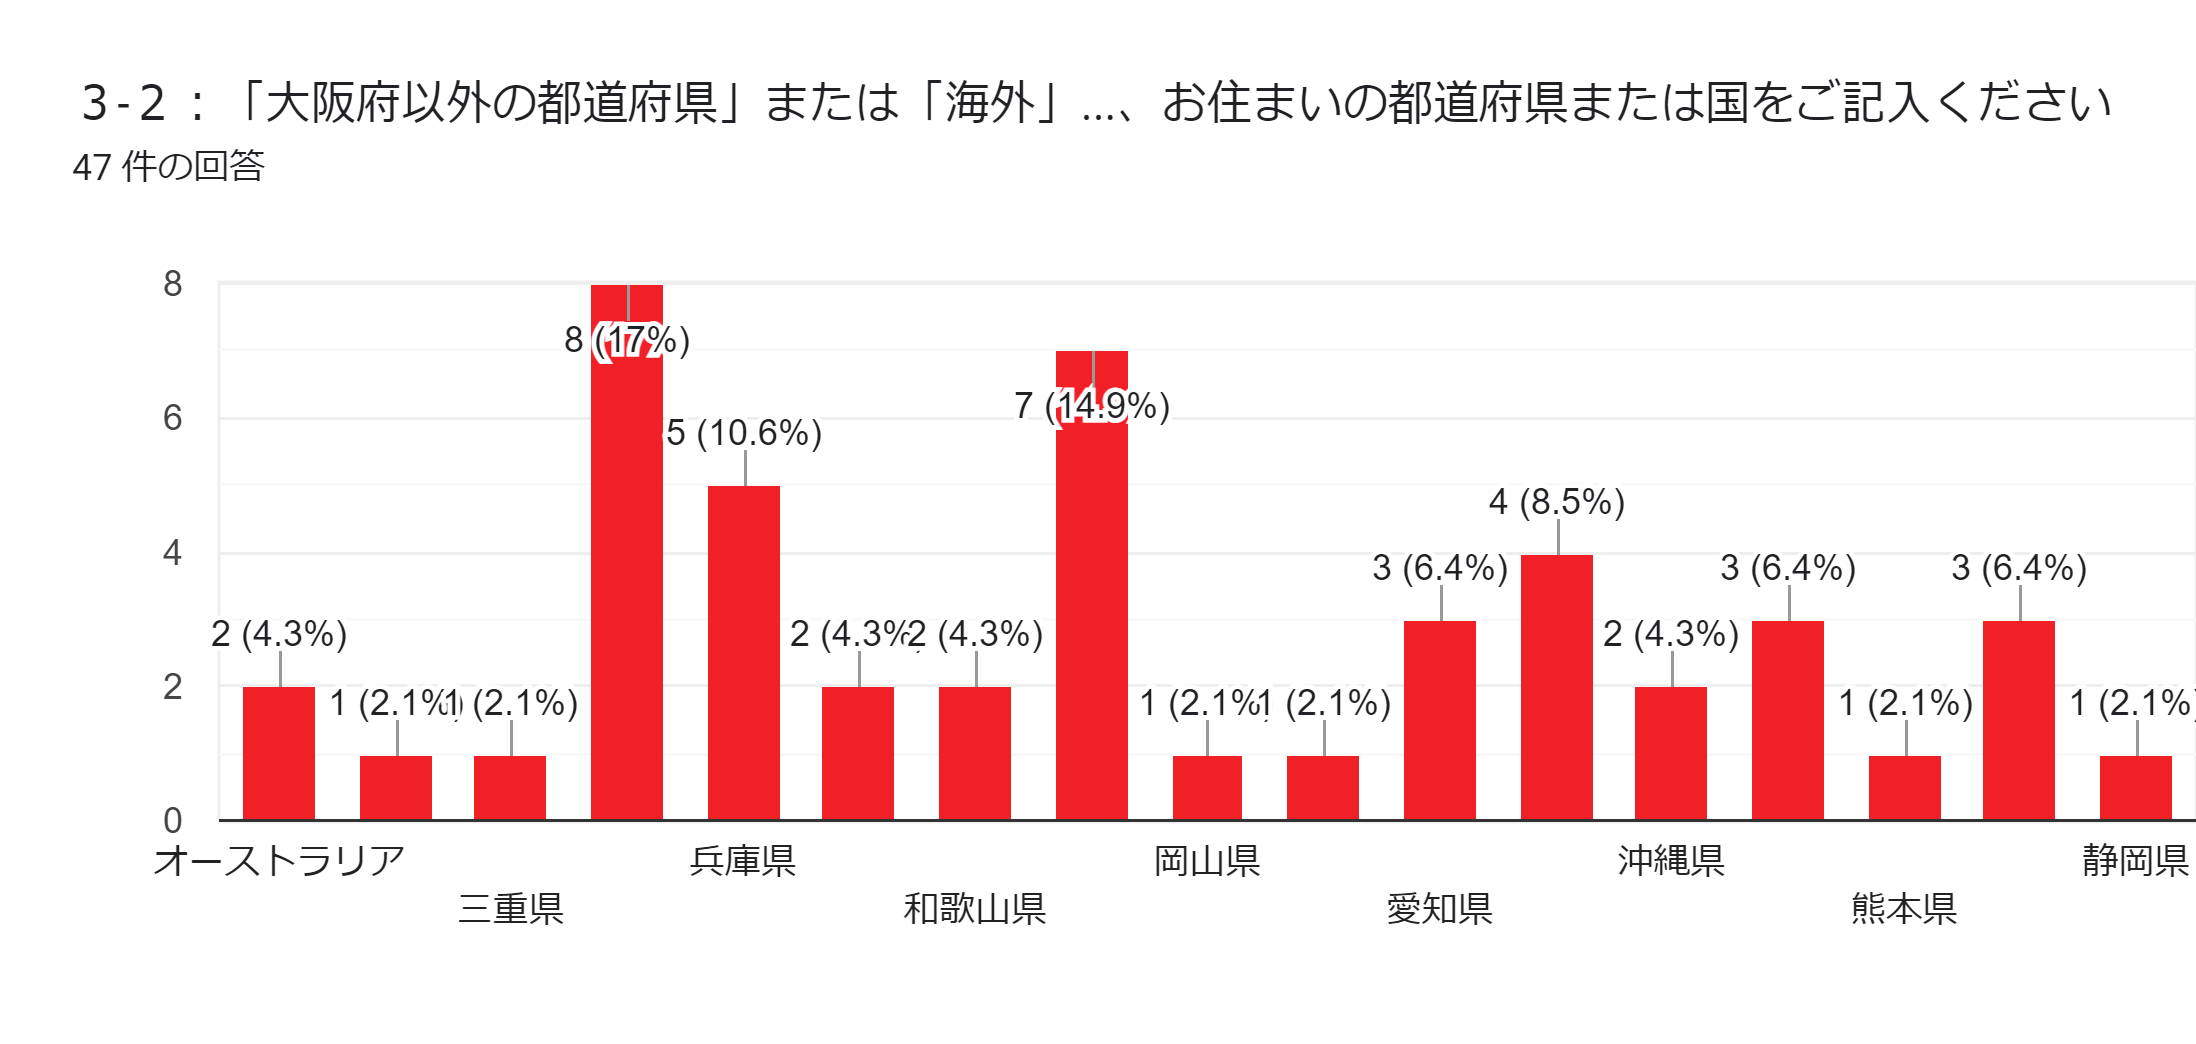 3-2：「大阪府以外の都道府県」または「海外」...、お住まいの都道府県または国をご記入ください
47 件の回答
8
6
4
2
0
2 (4.3%)
1 (2.1%)
1 (2.1%)
8 (17%)
5 (10.6%)
2 (4.3%
2 (4.3%)
7 (14.9%)
1 (2.1%
1 (2.1%)
3 (6.4%)
4 (8.5%)
2 (4.3%)
3 (6.4%)
1 (2.1%)
3 (6.4%)
1 (2.1%)
オーストラリア
三重県
兵庫県
和歌山県
岡山県
愛知県
沖縄県
熊本県
静岡県